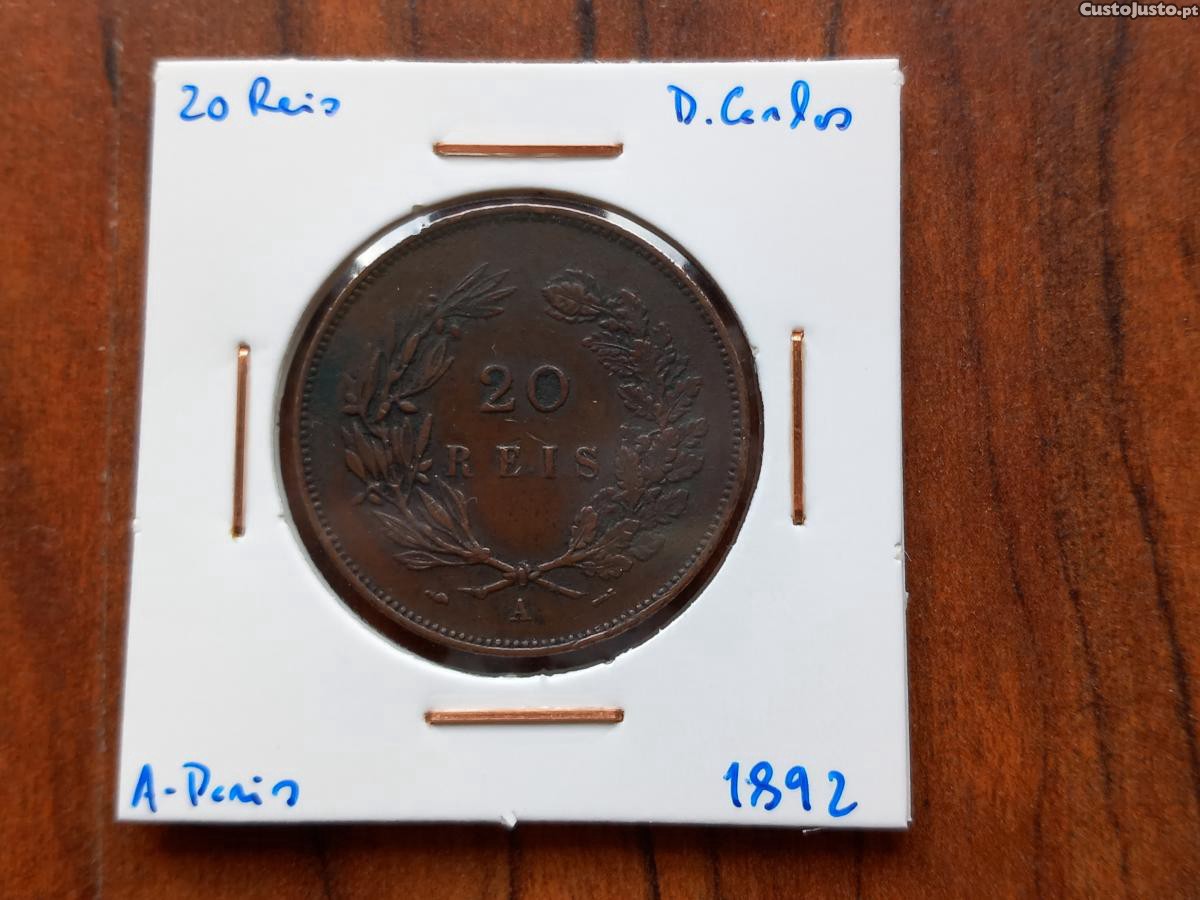 CustoJusto.pt
20 Reis
D. Carlos
20
REIS
A
A-Paris
1892